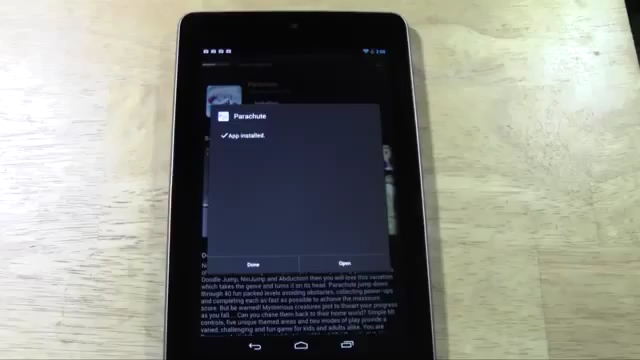 Parachute
App installed.
Done
Open
Doodle Jump, NinJump and Abduction! then you will love this variation
which takes the genre and turns it on its head. Parachute jump down
through 40 fun packed levels avoiding obstacles, collecting power-ups
and completing each as fast as possible to achieve the maximum
score. But be warned! Mysterious creatures plot to thwart your progress
as you fall... Can you chase them back to their home world? Simple tilt
controls, five unique themed areas and two modes of play provide a
varied, challenging and fun game for kids and adults alike. You are